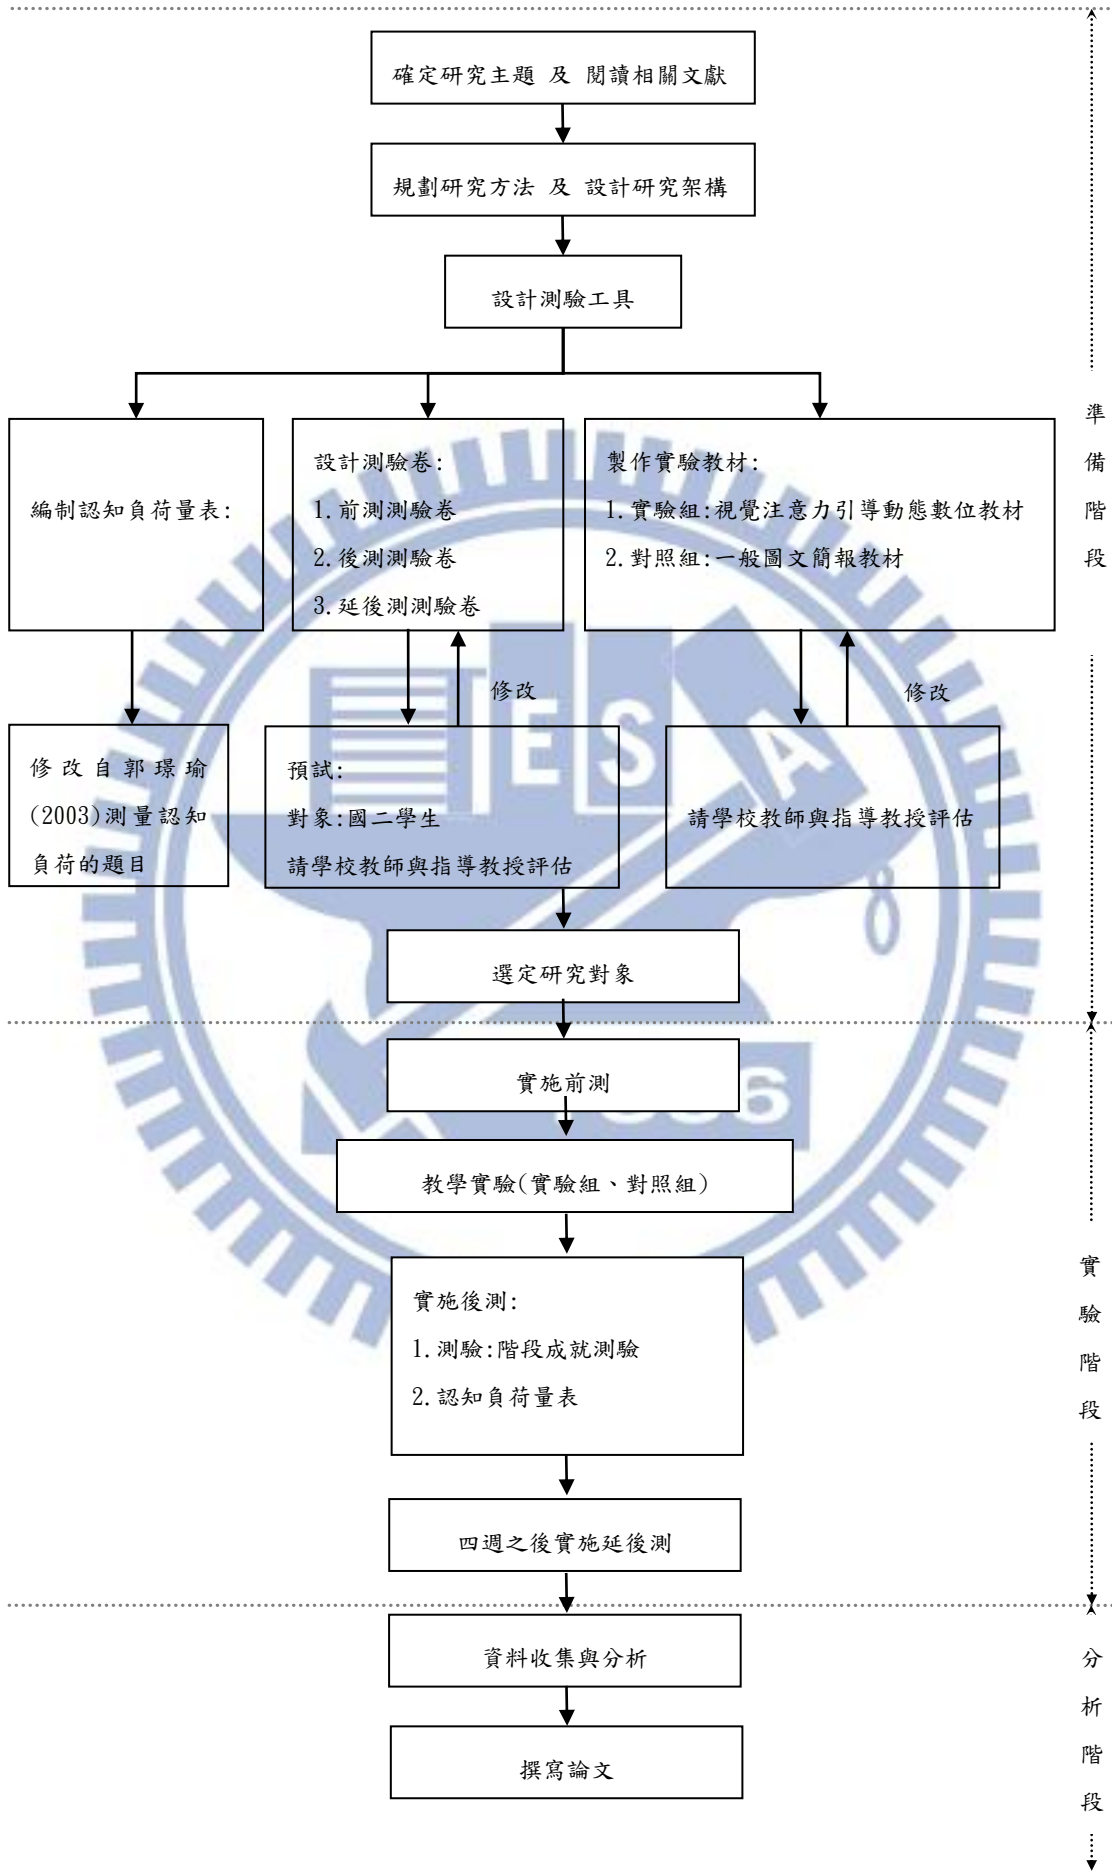 確定研究主題 及 閱讀相關文獻
規劃研究方法 及 設計研究架構
設計測驗工具
編制認知負荷量表:
設計測驗卷:
1.前測測驗卷
2.後測測驗卷
3.延後測測驗卷
製作實驗教材:
1.實驗組:視覺注意力引導動態數位教材
2.對照組:一般圖文簡報教材
修改
修改
修改自郭璟瑜
(2003)測量認知
負荷的題目
預試:
對象:國二學生
請學校教師與指導教授評估
請學校教師與指導教授評估
選定研究對象
準備階段
實施前測
教學實驗(實驗組、對照組)
實施後測:
1.測驗:階段成就測驗
2.認知負荷量表
四週之後實施延後測
實驗階段
資料收集與分析
撰寫論文
分析階段
ESA